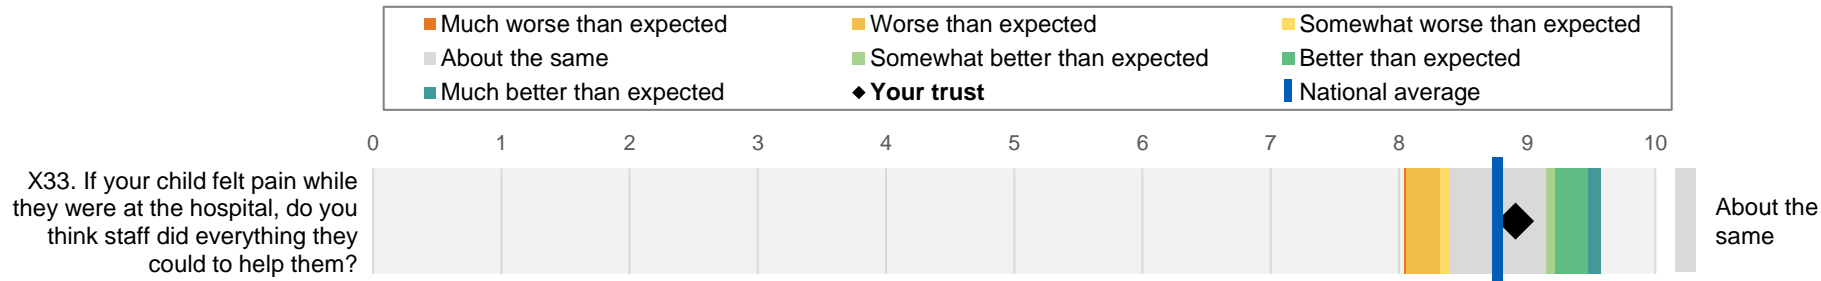 Much worse than expected
Worse than expected
Somewhat worse than expected
About the same
Somewhat better than expected
Better than expected
Much better than expected
Your trust
National average
0 1 2 3 4 5 6 7 8 9 10
X33. If your child felt pain while
they were at the hospital, do you
think staff did everything they
could to help them?
About the
same